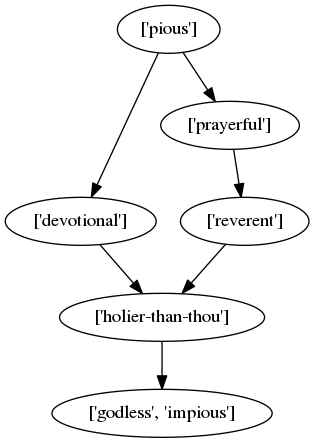 ['pious']
['prayerful']
['devotional']
['reverent']
['holier-than-thou']
['godless', 'impious']